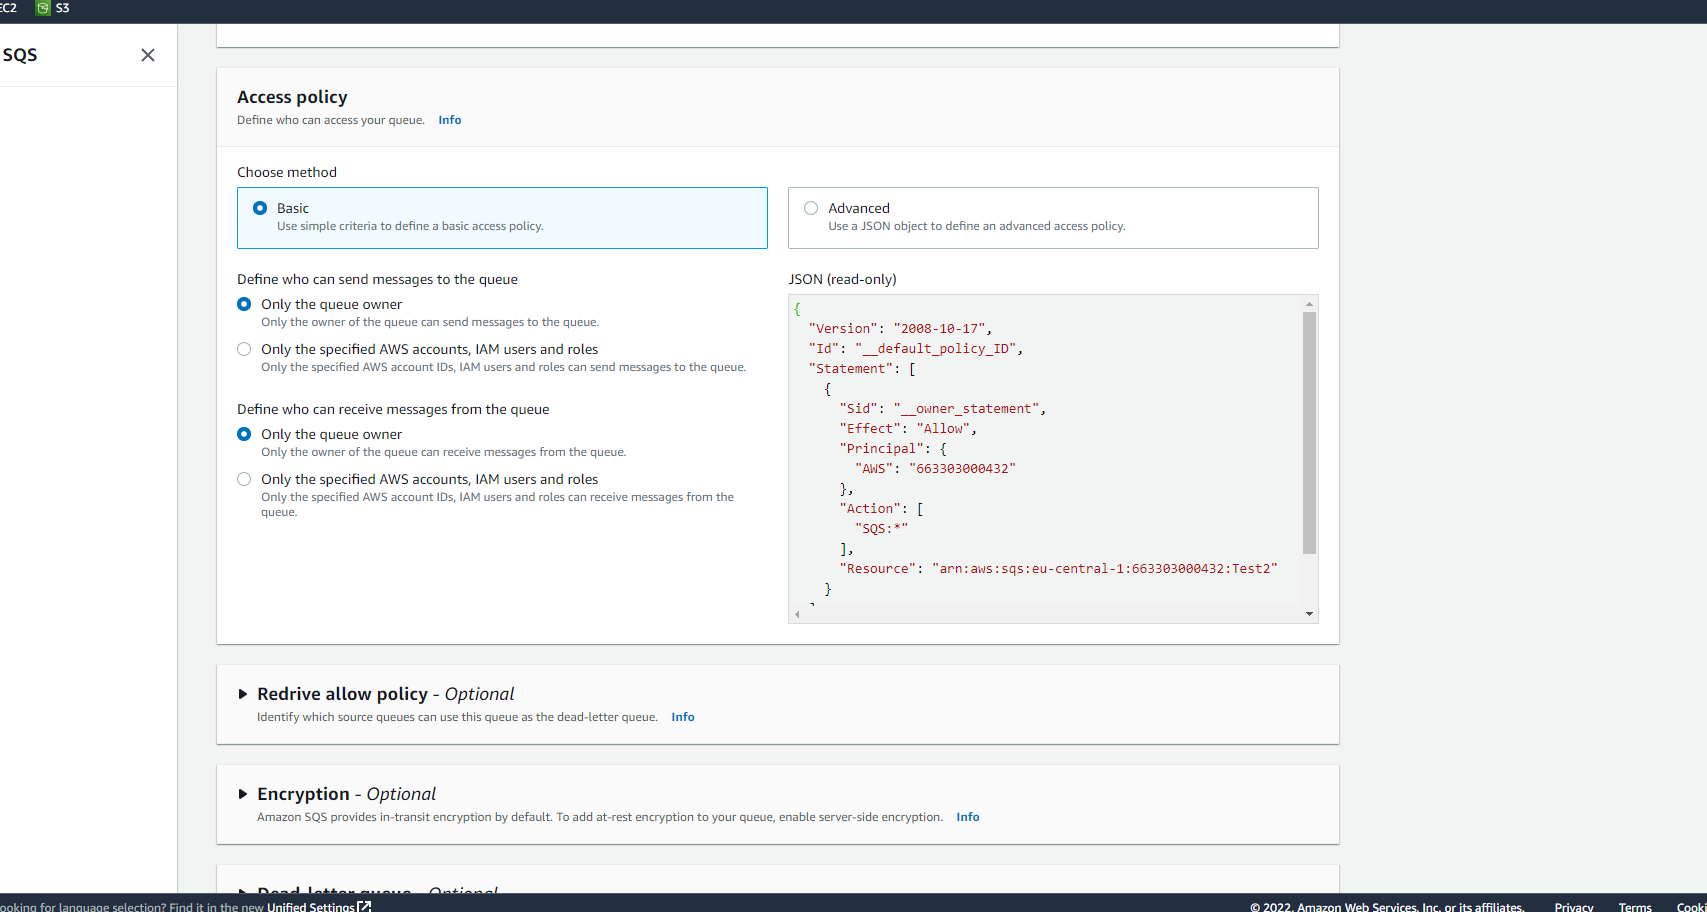 EC2 S3
SQS
Access policy
Define who can access your queue. Info
Choose method
Basic
Use simple criteria to define a basic access policy.
Advanced
Use a JSON object to define an advanced access policy.
Define who can send messages to the queue
Only the queue owner
Only the owner of the queue can send messages to the queue.
Only the specified AWS accounts, IAM users and roles
Only the specified AWS account IDs, IAM users and roles can send messages to the queue.
Define who can receive messages from the queue
Only the queue owner
Only the owner of the queue can receive messages from the queue.
Only the specified AWS accounts, IAM users and roles
Only the specified AWS account IDs, IAM users and roles can receive messages from the
queue.
JSON (read-only)
{
"Version": "2008-10-17",
"Id": "__default_policy_ID",
"Statement": [
{
"Sid": "__owner_statement",
"Effect": "Allow",
"Principal": {
"AWS": "663303000432"
},
"Action": [
"SQS:*"
],
"Resource": "arn:aws:sqs:eu-central-1:663303000432:Test2"
}
Redrive allow policy - Optional
Identify which source queues can use this queue as the dead-letter queue. Info
Encryption - Optional
Amazon SQS provides in-transit encryption by default. To add at-rest encryption to your queue, enable server-side encryption. Info
Dead-letter queue - Optional
ooking for language selection? Find it in the new Unified Settings
© 2022, Amazon Web Services, Inc. or its affiliates. Privacy Terms Cooki